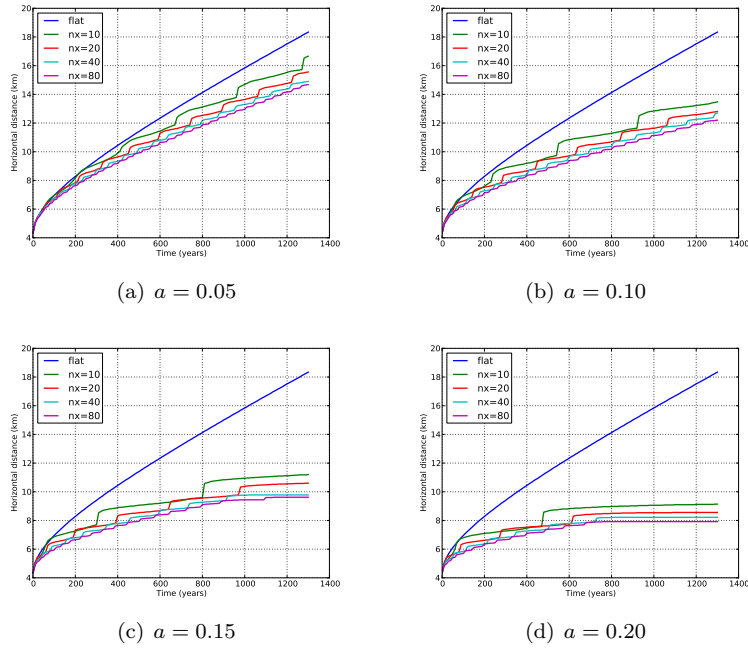 20
18
16
14
12
10
8
6
4
Horizontal distance (km)
flat
nx=10
nx=20
nx=40
nx=80
0 200 400 600 800 1000 1200 1400
Time (years)
(a) a = 0.05
20
18
16
14
12
10
8
6
4
Horizontal distance (km)
flat
nx=10
nx=20
nx=40
nx=80
0 200 400 600 800 1000 1200 1400
Time (years)
(b) a = 0.10
20
18
16
14
12
10
8
6
4
Horizontal distance (km)
flat
nx=10
nx=20
nx=40
nx=80
0 200 400 600 800 1000 1200 1400
Time (years)
(c) a = 0.15
20
18
16
14
12
10
8
6
4
Horizontal distance (km)
flat
nx=10
nx=20
nx=40
nx=80
0 200 400 600 800 1000 1200 1400
Time (years)
(d) a = 0.20